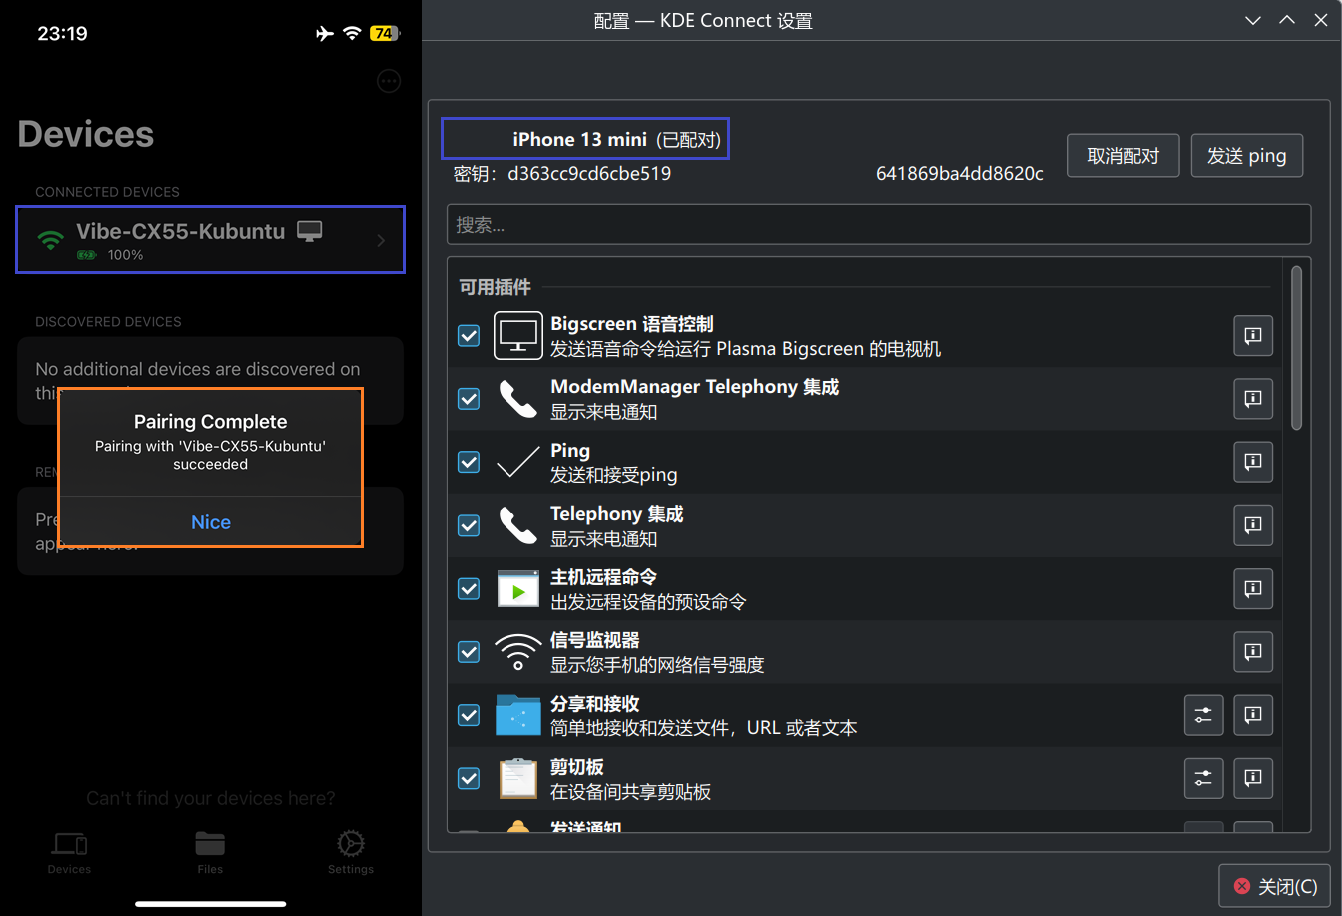 23:19
74
Devices
CONNECTED DEVICES
Vibe-CX55-Kubuntu
100%
DISCOVERED DEVICES
No additional devices are discovered on
this
Pairing Complete
Pairing with 'Vibe-CX55-Kubuntu'
succeeded
Nice
REM
Pre
appear here.
Can't find your devices here?
Devices
Files
Settings
配置 — KDE Connect 设置
iPhone 13 mini (已配对)
密钥: d363cc9cd6cbe519 641869ba4dd8620c
取消配对
发送 ping
搜索...
可用插件
Bigscreen 语音控制
发送语音命令给运行 Plasma Bigscreen 的电视机
ModemManager Telephony 集成
显示来电通知
Ping
发送和接受ping
Telephony 集成
显示来电通知
主机远程命令
出发远程设备的预设命令
信号监视器
显示您手机的网络信号强度
分享和接收
简单地接收和发送文件，URL 或者文本
剪切板
在设备间共享剪贴板
发送通知
关闭(C)